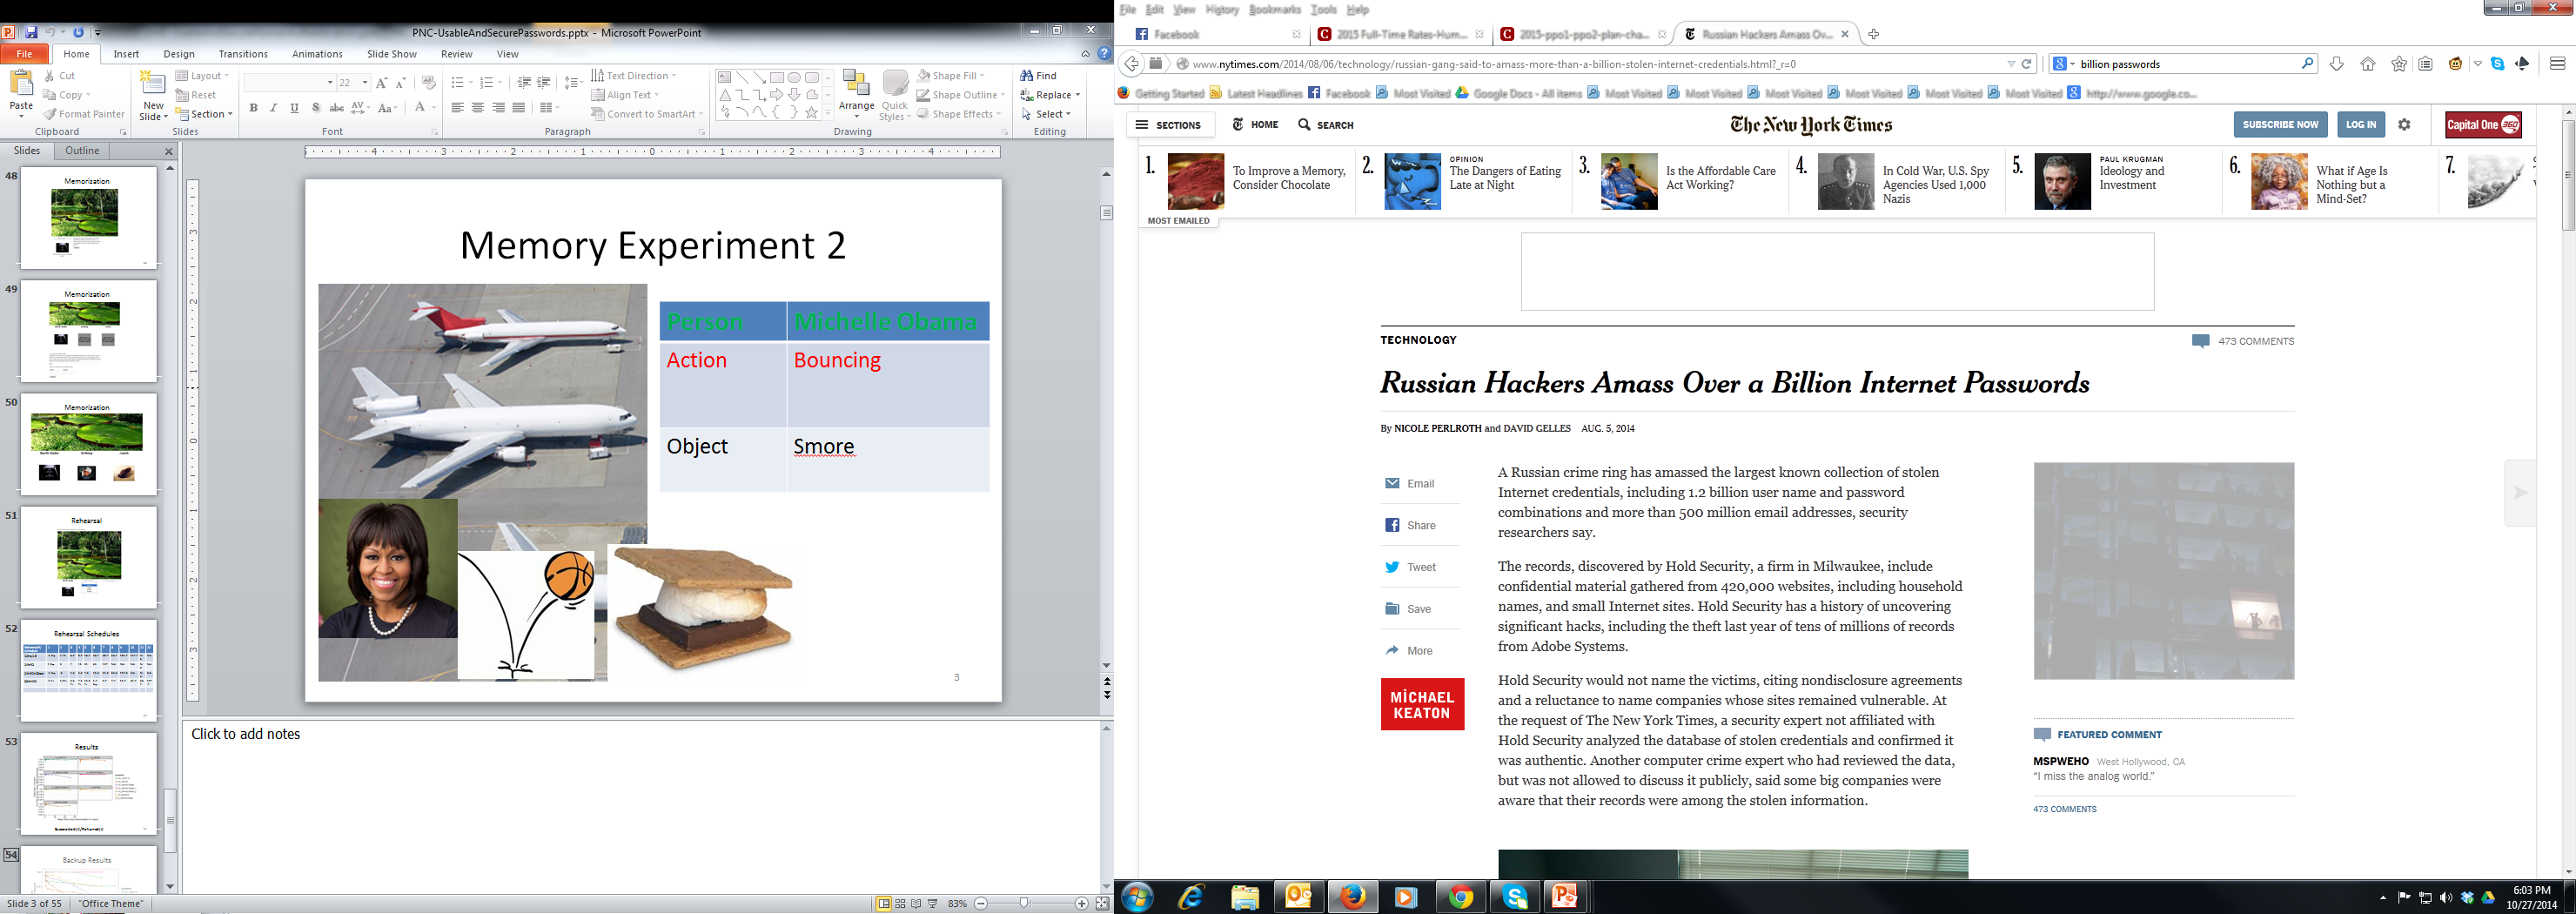 PNC-UsableAndSecurePasswords.pptx - Microsoft PowerPoint
File Home Insert Design Transitions Animations Slide Show Review View
Paste
Cut
Copy
Format Painter
Clipboard
New Slide
Layout
Reset
Section
Slides
22
Font
Paragraph
Text Direction
Align Text
Convert to SmartArt
Arrange
Quick Styles
Shape Fill
Shape Outline
Shape Effects
Drawing
Find
Replace
Select
Editing
Slides Outline
48
Memorization
49
Memorization
50
Memorization
51
Rehearsal
52
Rehearsal Schedules
53
Results
54
Backup Results
Memory Experiment 2
Person Michelle Obama
Action Bouncing
Object Smore
3
Click to add notes
Slide 3 of 55 "Office Theme" 83%
File Edit View History Bookmarks Tools Help
Facebook
2015 Full-Time Rates-Hum...
2015-ppo1-ppo2-plan-cha...
Russian Hackers Amass Ov...
www.nytimes.com/2014/08/06/technology/russian-gang-said-to-amass-more-than-a-billion-stolen-internet-credentials.html?_r=0
billion passwords
Getting Started Latest Headlines Facebook Most Visited Google Docs - All items Most Visited Most Visited Most Visited Most Visited Most Visited Most Visited http://www.google.co...
SECTIONS HOME SEARCH
The New York Times
SUBSCRIBE NOW LOG IN
Capital One 360
1. To Improve a Memory, Consider Chocolate
2. OPINION
The Dangers of Eating Late at Night
3. Is the Affordable Care Act Working?
4. In Cold War, U.S. Spy Agencies Used 1,000 Nazis
5. PAUL KRUGMAN
Ideology and Investment
6. What if Age Is Nothing but a Mind-Set?
7.
MOST EMAILED
TECHNOLOGY
473 COMMENTS
Russian Hackers Amass Over a Billion Internet Passwords
By NICOLE PERLROTH and DAVID GELLES AUG. 5, 2014
Email
Share
Tweet
Save
More
MICHAEL
KEATON
A Russian crime ring has amassed the largest known collection of stolen
Internet credentials, including 1.2 billion user name and password
combinations and more than 500 million email addresses, security
researchers say.
The records, discovered by Hold Security, a firm in Milwaukee, include
confidential material gathered from 420,000 websites, including household
names, and small Internet sites. Hold Security has a history of uncovering
significant hacks, including the theft last year of tens of millions of records
from Adobe Systems.
Hold Security would not name the victims, citing nondisclosure agreements
and a reluctance to name companies whose sites remained vulnerable. At
the request of The New York Times, a security expert not affiliated with
Hold Security analyzed the database of stolen credentials and confirmed it
was authentic. Another computer crime expert who had reviewed the data,
but was not allowed to discuss it publicly, said some big companies were
aware that their records were among the stolen information.
FEATURED COMMENT
MSPWEHO West Hollywood, CA
"I miss the analog world."
473 COMMENTS
6:03 PM
10/27/2014